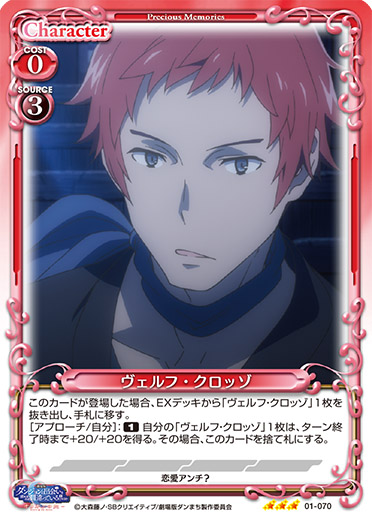 Precious Memories
Character
COST
0
SOURCE
3
ヴェルフ・クロッゾ
このカードが登場した場合、EXデッキから「ヴェルフ・クロッゾ」1枚を
抜き出し、手札に移す。
[アプローチ/自分]:1 自分の「ヴェルフ・クロッゾ」1枚は、ターン終
了時まで+20/+20を得る。その場合、このカードを捨て札にする。
恋愛アンチ?
©大森藤ノ・SBクリエイティブ/劇場版ダンまち製作委員会
01-070